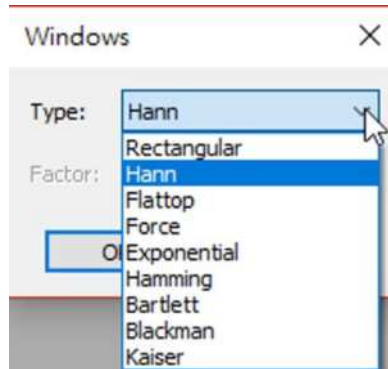 Windows
Type: Hann
Rectangular
Factor: Hann
Flattop
Force
Exponential
Hamming
Bartlett
Blackman
Kaiser